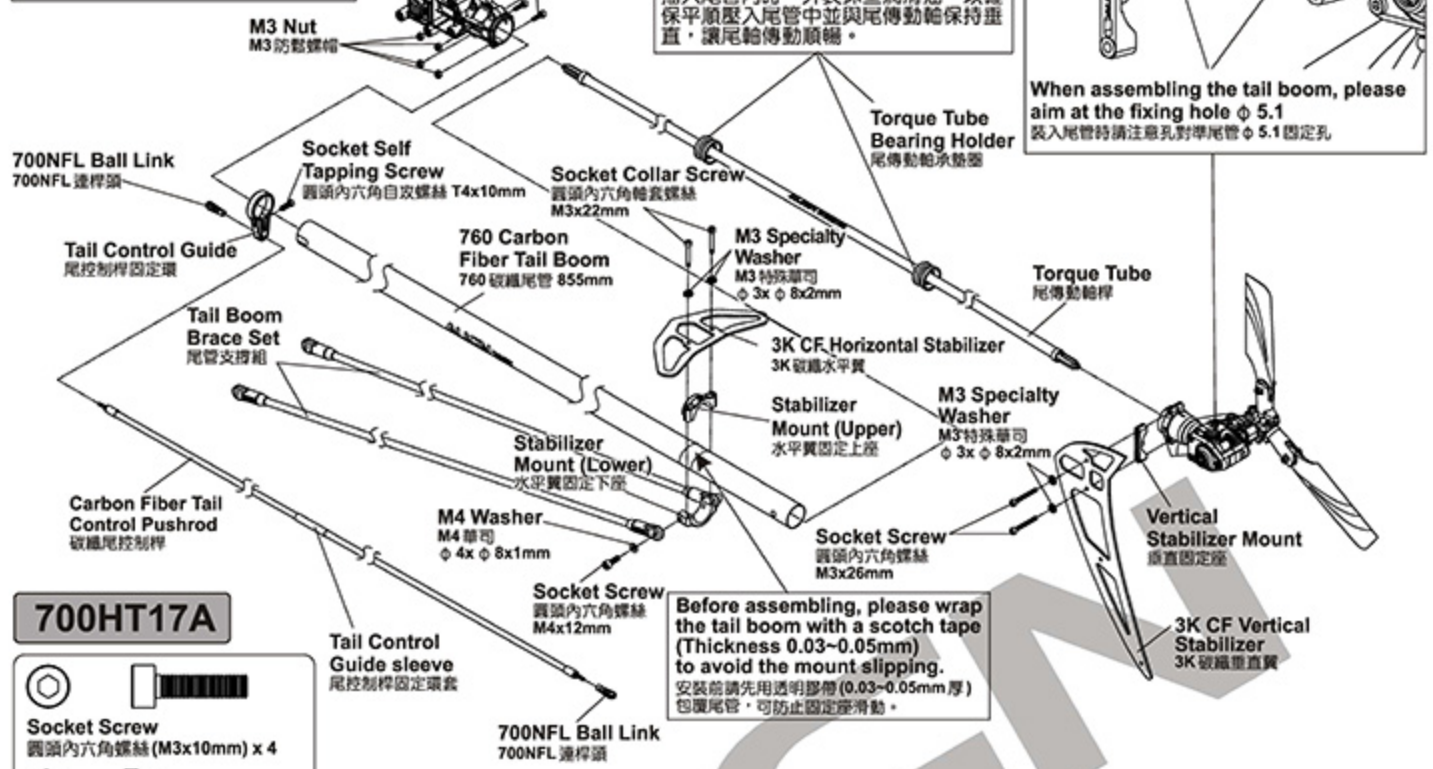 M3 Nut
M3 防鬆螺帽
保平順壓入尾管中並與尾傳動軸保持垂
直，讓尾軸傳動順暢。
When assembling the tail boom, please
aim at the fixing hole ϕ 5.1
裝入尾管時請注意孔對準尾管 ϕ 5.1 固定孔
Torque Tube
Bearing Holder
尾傳動軸承墊圈
700NFL Ball Link
700NFL 連桿頭
Socket Self
Tapping Screw
圓頭內六角自攻螺絲 T4x10mm
Socket Collar Screw
圓頭內六角軸套螺絲
M3x22mm
Tail Control Guide
尾控制桿固定環
760 Carbon
Fiber Tail Boom
760 碳纖尾管 855mm
M3 Specialty
Washer
M3 特殊華司
ϕ 3x ϕ 8x2mm
Torque Tube
尾傳動軸桿
Tail Boom
Brace Set
尾管支撐組
3K CF Horizontal Stabilizer
3K 碳纖水平翼
Stabilizer
Mount (Upper)
水平翼固定上座
M3 Specialty
Washer
M3 特殊華司
ϕ 3x ϕ 8x2mm
Stabilizer
Mount (Lower)
水平翼固定下座
Carbon Fiber Tail
Control Pushrod
碳纖尾控制桿
M4 Washer
M4 華司
ϕ 4x ϕ 8x1mm
Socket Screw
圓頭內六角螺絲
M3x26mm
Vertical
Stabilizer Mount
垂直固定座
Socket Screw
圓頭內六角螺絲
M4x12mm
Before assembling, please wrap
the tail boom with a scotch tape
(Thickness 0.03~0.05mm)
to avoid the mount slipping.
安裝前請先用透明膠帶(0.03~0.05mm 厚)
包覆尾管，可防止固定座滑動。
3K CF Vertical
Stabilizer
3K 碳纖垂直翼
700HT17A
Tail Control
Guide sleeve
尾控制桿固定環套
Socket Screw
圓頭內六角螺絲(M3x10mm) x 4
700NFL Ball Link
700NFL 連桿頭